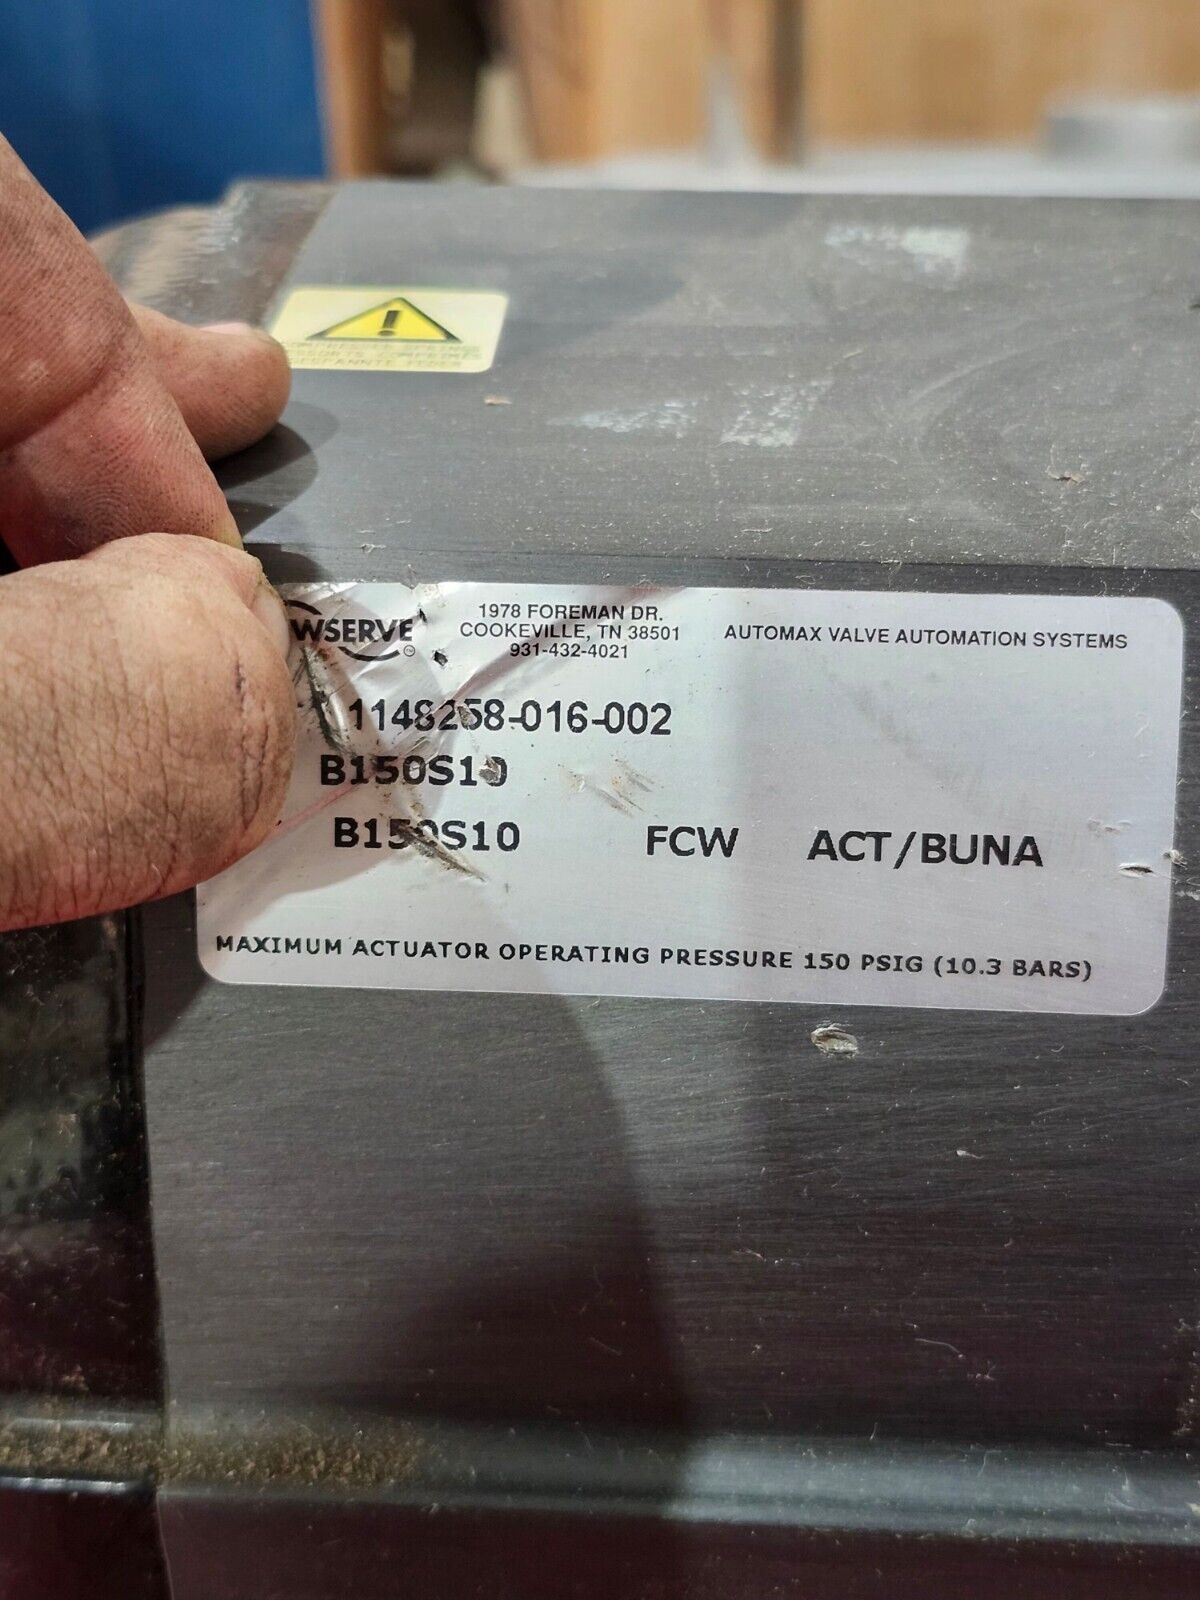 !
COMPRIMÉ
WSERVE
1978 FOREMAN DR.
COOKEVILLE, TN 38501
931-432-4021
AUTOMAX VALVE AUTOMATION SYSTEMS
1148258-016-002
B150S10
B150S10 FCW ACT/BUNA
MAXIMUM ACTUATOR OPERATING PRESSURE 150 PSIG (10.3 BARS)